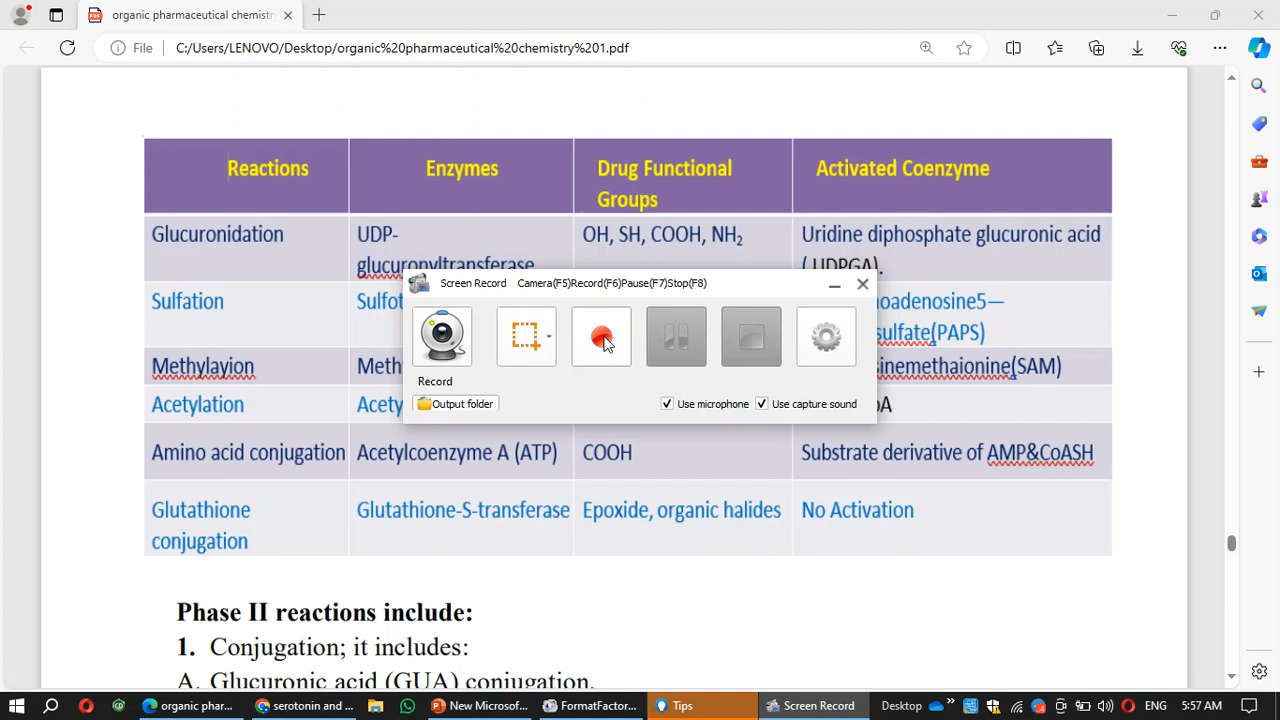 organic pharmaceutical chemistr
File C:/Users/LENOVO/Desktop/organic%20pharmaceutical%20chemistry%201.pdf
Reactions Enzymes Drug Functional Groups Activated Coenzyme
Glucuronidation UDP- OH, SH, COOH, NH₂ Uridine diphosphate glucuronic acid
glucuronyltransferase (UDPGA).
Screen Record Camera(F5)Record(F6)Pause(F7)Stop(F8)
Sulfation Sulfot oadenosine5—
sulfate(PAPS)
Methylayion Meth sinemethaionine(SAM)
Record
Acetylation Acety A
Output folder Use microphone Use capture sound
Amino acid conjugation Acetylcoenzyme A (ATP) COOH Substrate derivative of AMP&CoASH
Glutathione Glutathione-S-transferase Epoxide, organic halides No Activation
conjugation
Phase II reactions include:
1. Conjugation; it includes:
A. Glucuronic acid (GUA) conjugation.
organic phar... serotonin and ... New Microsof... FormatFactor... Tips Screen Record Desktop ENG 5:57 AM